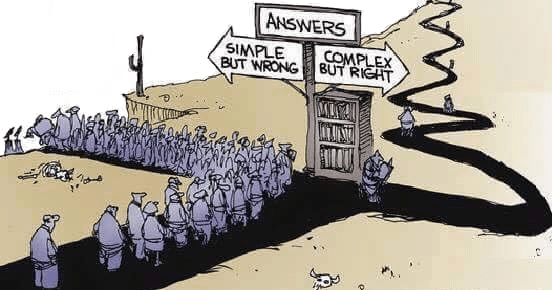 ANSWERS
SIMPLE
BUT WRONG
COMPLEX
BUT RIGHT